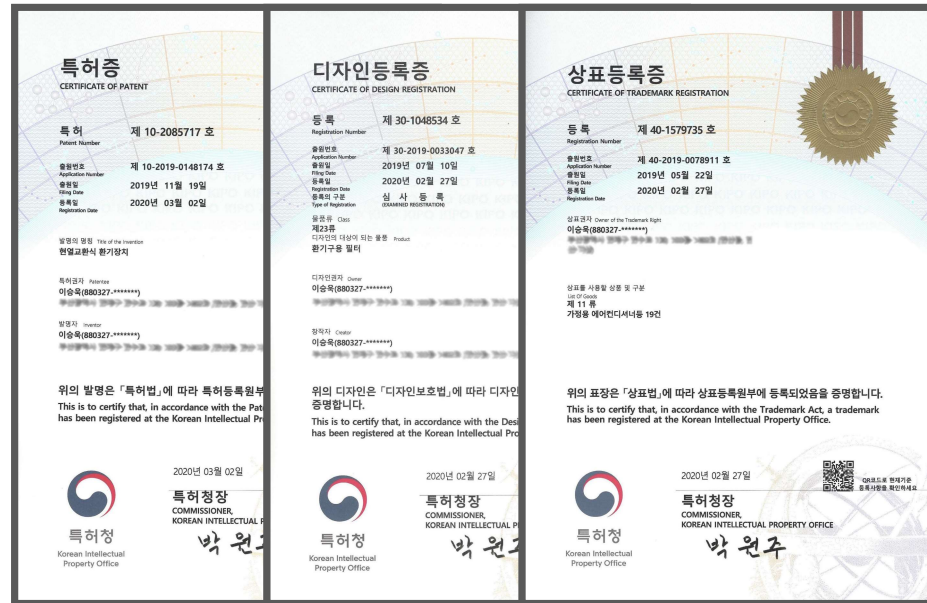 특허증
CERTIFICATE OF PATENT
특 허 제 10-2085717 호
Patent Number
출원번호 제 10-2019-0148174 호
Application Number
출원일 2019년 11월 19일
Filing Date
등록일 2020년 03월 02일
Registration Date
발명의 명칭 Title of the Invention
현열교환식 환기장치
특허권자 Patentee
이승욱(880327-*******)
발명자 Inventor
이승욱(880327-*******)
위의 발명은 「특허법」에 따라 특허등록원부
This is to certify that, in accordance with the Pat
has been registered at the Korean Intellectual Pr
2020년 03월 02일
특허청장
COMMISSIONER,
KOREAN INTELLECTUAL
박원주
특허청
Korean Intellectual
Property Office
디자인등록증
CERTIFICATE OF DESIGN REGISTRATION
등 록 제 30-1048534 호
Registration Number
출원번호 제 30-2019-0033047 호
Application Number
출원일 2019년 07월 10일
Filing Date
등록일 2020년 02월 27일
Registration Date
등록의 구분 심 사 등 록
Type of Registration (EXAMINED REGISTRATION)
물품류 Class
제23류
디자인의 대상이 되는 물품 Product
환기구용 필터
디자인권자 Owner
이승욱(880327-*******)
창작자 Creator
이승욱(880327-*******)
위의 디자인은 「디자인보호법」에 따라 디자인
증명합니다.
This is to certify that, in accordance with the Desi
has been registered at the Korean Intellectual Pro
2020년 02월 27일
특허청장
COMMISSIONER,
KOREAN INTELLECTUAL P
박원주
특허청
Korean Intellectual
Property Office
상표등록증
CERTIFICATE OF TRADEMARK REGISTRATION
등 록 제 40-1579735 호
Registration Number
출원번호 제 40-2019-0078911 호
Application Number
출원일 2019년 05월 22일
Filing Date
등록일 2020년 02월 27일
Registration Date
상표권자 Owner of the Trademark Right
이승욱(880327-*******)
상표를 사용할 상품 및 구분
List Of Goods
제 11 류
가정용 에어컨디셔너등 19건
위의 표장은 「상표법」에 따라 상표등록원부에 등록되었음을 증명합니다.
This is to certify that, in accordance with the Trademark Act, a trademark
has been registered at the Korean Intellectual Property Office.
2020년 02월 27일
QR코드로 현재기준
등록사항을 확인하세요
특허청장
COMMISSIONER,
KOREAN INTELLECTUAL PROPERTY OFFICE
박원주
특허청
Korean Intellectual
Property Office